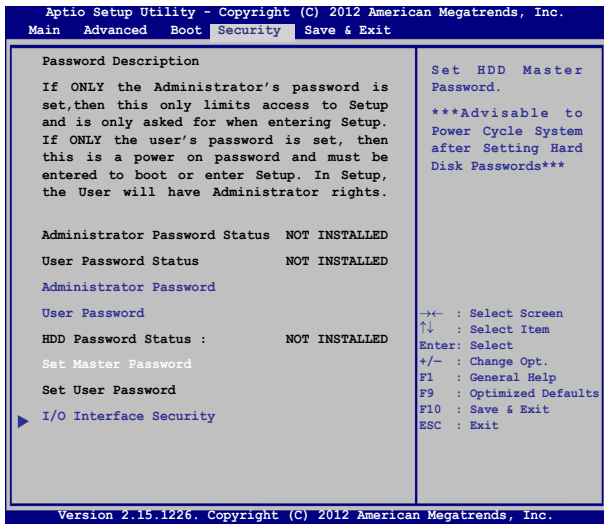 Aptio Setup Utility - Copyright (C) 2012 American Megatrends, Inc.
Main Advanced Boot Security Save & Exit
Password Description
If ONLY the Administrator's password is
set,then this only limits access to Setup
and is only asked for when entering Setup.
If ONLY the user's password is set, then
this is a power on password and must be
entered to boot or enter Setup. In Setup,
the User will have Administrator rights.
Administrator Password Status NOT INSTALLED
User Password Status NOT INSTALLED
Administrator Password
User Password
HDD Password Status : NOT INSTALLED
Set Master Password
Set User Password
I/O Interface Security
Set HDD Master
Password.
***Advisable to
Power Cycle System
after Setting Hard
Disk Passwords***
→← : Select Screen
↑↓ : Select Item
Enter: Select
+/— : Change Opt.
F1 : General Help
F9 : Optimized Defaults
F10 : Save & Exit
ESC : Exit
Version 2.15.1226. Copyright (C) 2012 American Megatrends, Inc.